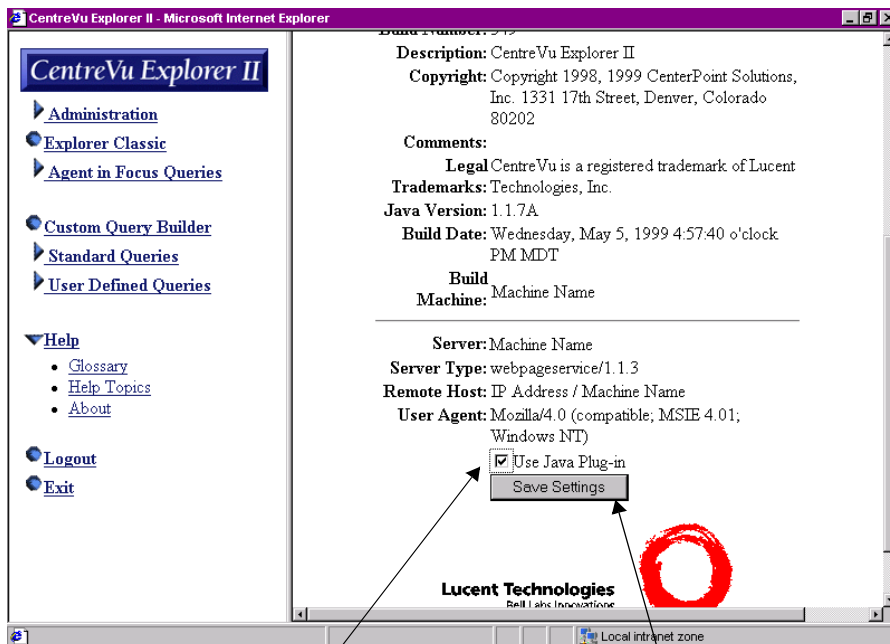 CentreVu Explorer II - Microsoft Internet Explorer
CentreVu Explorer II
Administration
Explorer Classic
Agent in Focus Queries
Custom Query Builder
Standard Queries
User Defined Queries
Help
Glossary
Help Topics
About
Logout
Exit
Build Number: 549
Description: CentreVu Explorer II
Copyright: Copyright 1998, 1999 CenterPoint Solutions,
Inc. 1331 17th Street, Denver, Colorado
80202
Comments:
Legal CentreVu is a registered trademark of Lucent
Trademarks: Technologies, Inc.
Java Version: 1.1.7A
Build Date: Wednesday, May 5, 1999 4:57:40 o'clock
PM MDT
Build
Machine: Machine Name
Server: Machine Name
Server Type: webpageservice/1.1.3
Remote Host: IP Address / Machine Name
User Agent: Mozilla/4.0 (compatible; MSIE 4.01;
Windows NT)
Use Java Plug-in
Save Settings
Lucent Technologies
Bell Labs Innovations
Local intranet zone